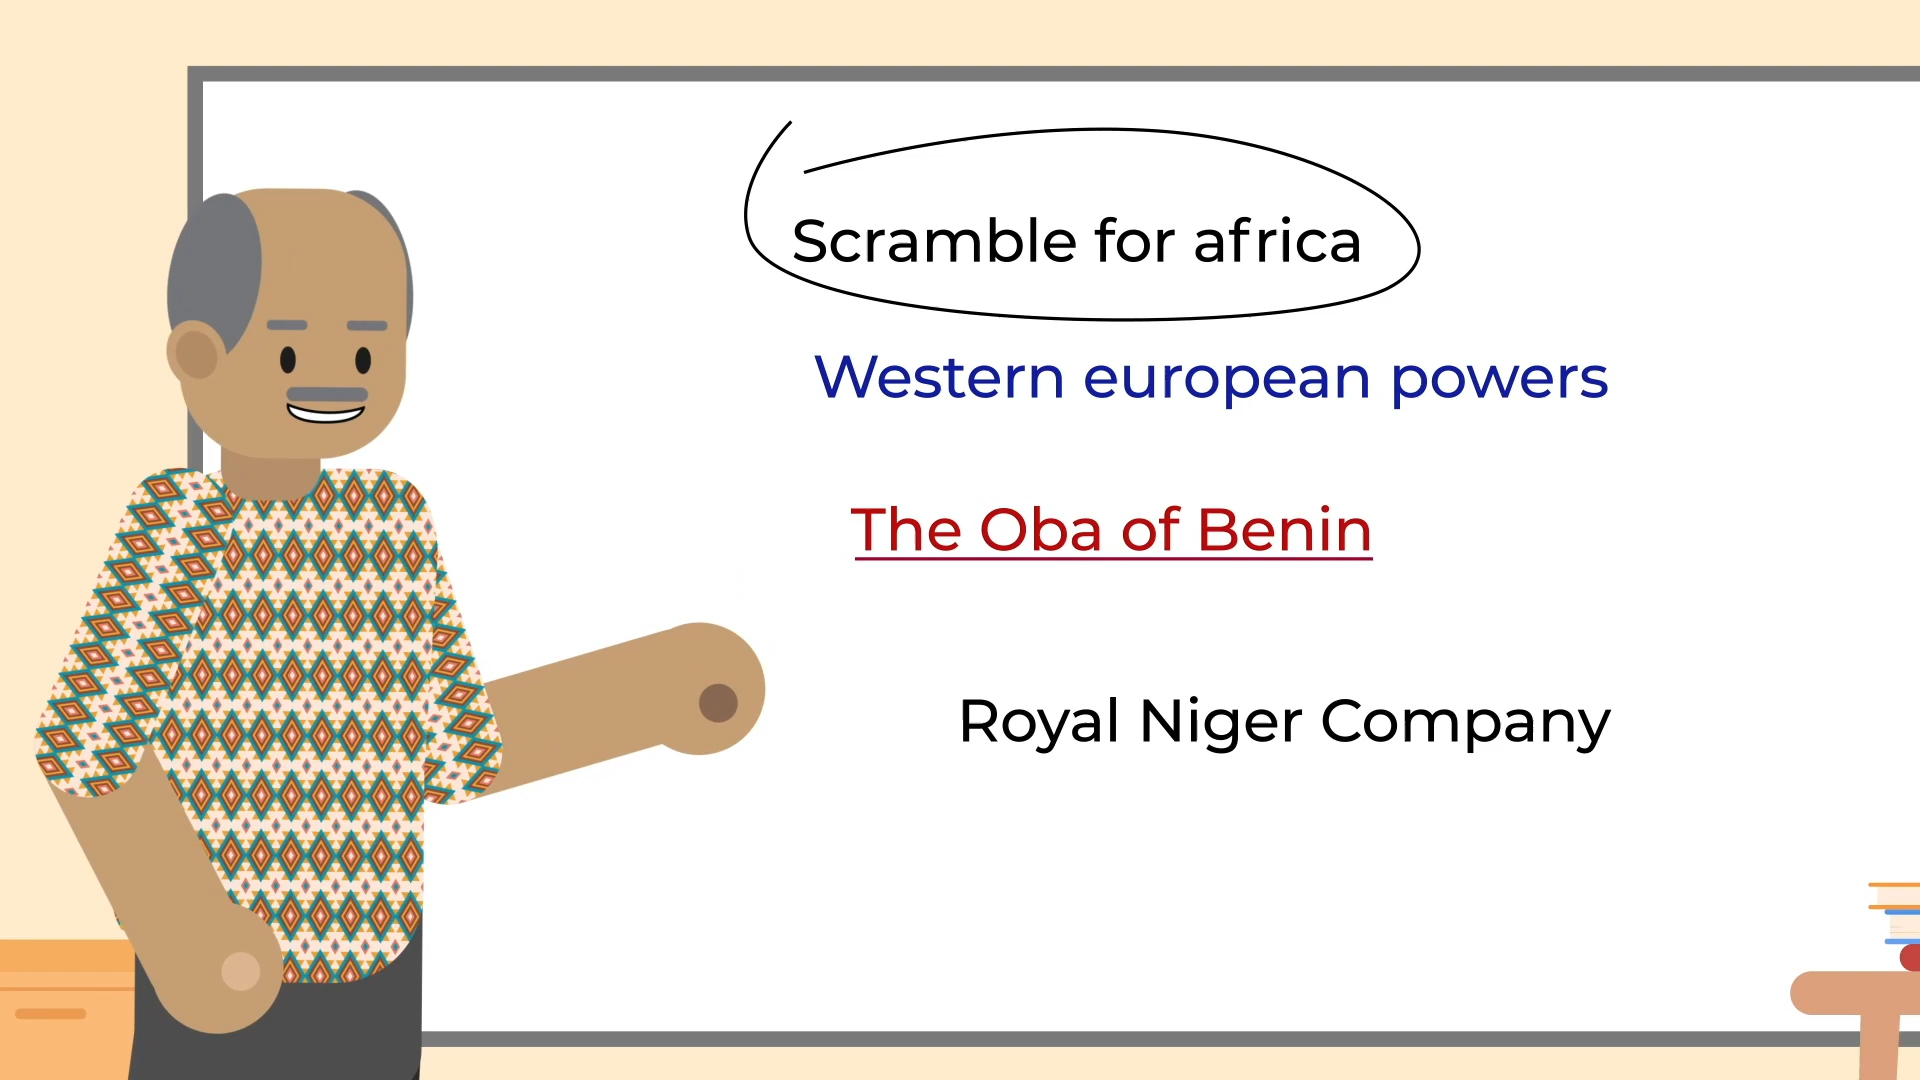 Scramble for africa
Western european powers
The Oba of Benin
Royal Niger Company